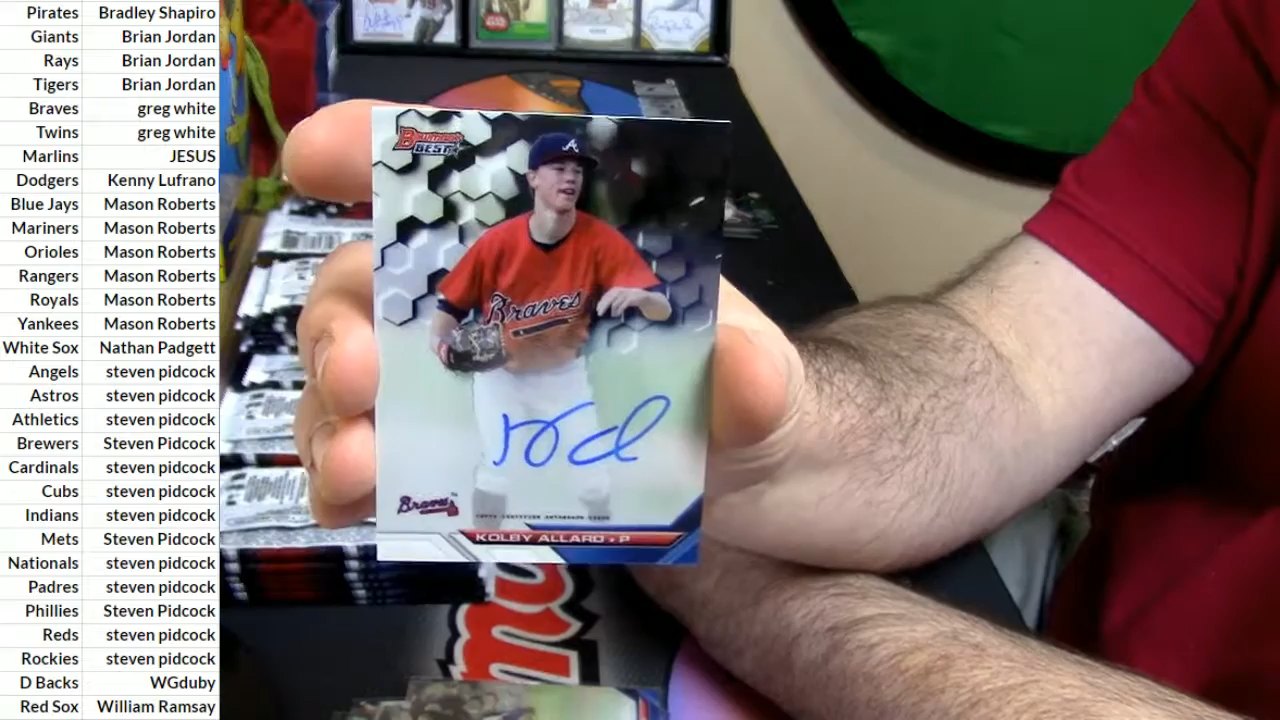 Pirates Bradley Shapiro
Giants Brian Jordan
Rays Brian Jordan
Tigers Brian Jordan
Braves greg white
Twins greg white
Marlins JESUS
Dodgers Kenny Lufrano
Blue Jays Mason Roberts
Mariners Mason Roberts
Orioles Mason Roberts
Rangers Mason Roberts
Royals Mason Roberts
Yankees Mason Roberts
White Sox Nathan Padgett
Angels steven pidcock
Astros steven pidcock
Athletics steven pidcock
Brewers Steven Pidcock
Cardinals steven pidcock
Cubs steven pidcock
Indians steven pidcock
Mets Steven Pidcock
Nationals steven pidcock
Padres steven pidcock
Phillies Steven Pidcock
Reds steven pidcock
Rockies steven pidcock
D Backs WGduby
Red Sox William Ramsay
Bowman's
BEST
A
Braves
Braves
TOPPS CERTIFIED AUTOGRAPH ISSUE
KOLBY ALLARD • P